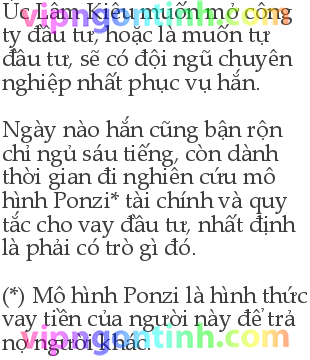 Úc Lâm Kiêu muốn mở công
ty đầu tư, hoặc là muốn tự
đầu tư, sẽ có đội ngũ chuyên
nghiệp nhất phục vụ hắn.
Ngày nào hắn cũng bận rộn
chỉ ngủ sáu tiếng, còn dành
thời gian đi nghiên cứu mô
hình Ponzi* tài chính và quy
tắc cho vay đầu tư, nhất định
là phải có trò gì đó.
(*) Mô hình Ponzi là hình thức
vay tiền của người này để trả
nợ người khác.
vipngontinh.com
vipngontinh.com